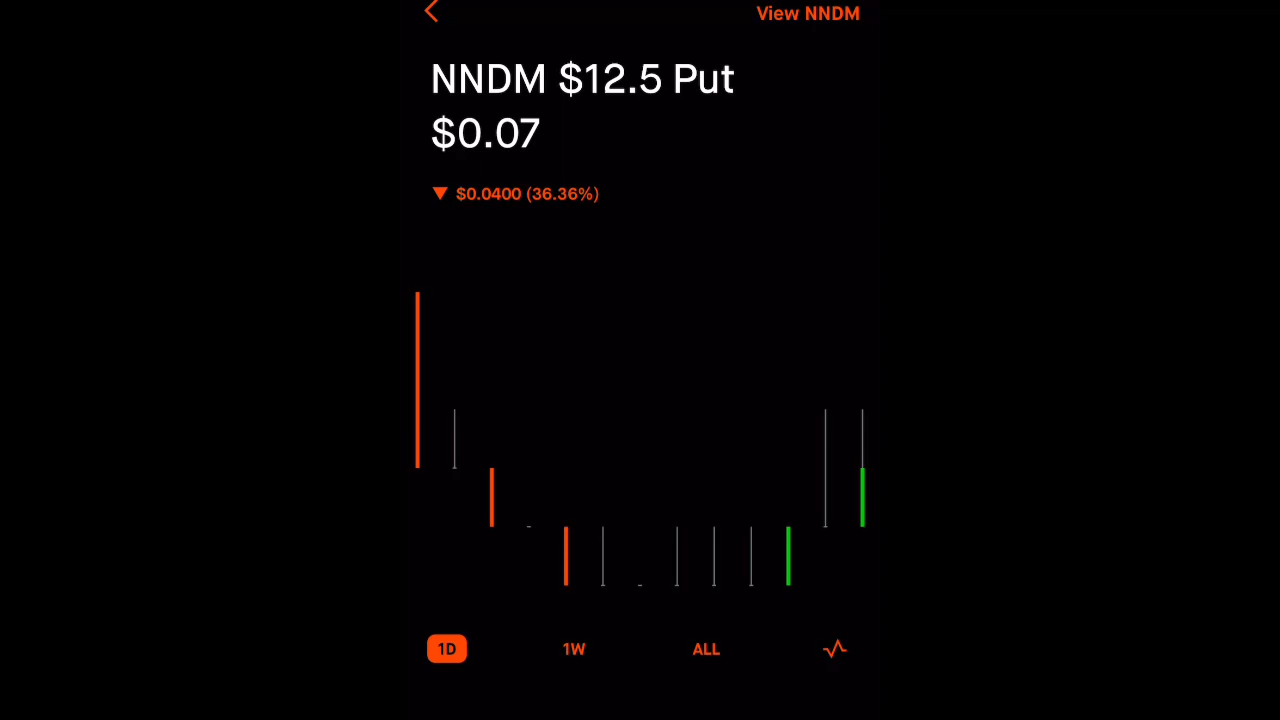 View NNDM
NNDM $12.5 Put
$0.07
▼ $0.0400 (36.36%)
1D 1W ALL